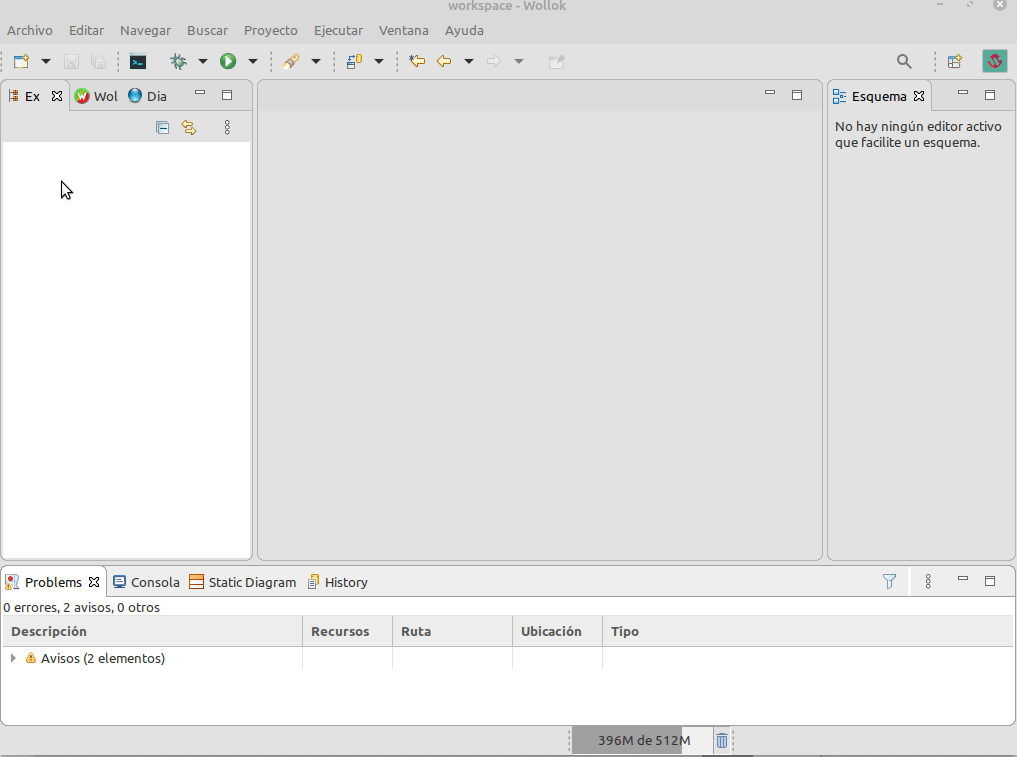 workspace - Wollok
Archivo Editar Navegar Buscar Proyecto Ejecutar Ventana Ayuda
Ex Wol Dia
Esquema
No hay ningún editor activo
que facilite un esquema.
Problems Consola Static Diagram History
0 errores, 2 avisos, 0 otros
Descripción Recursos Ruta Ubicación Tipo
Avisos (2 elementos)
396M de 512M